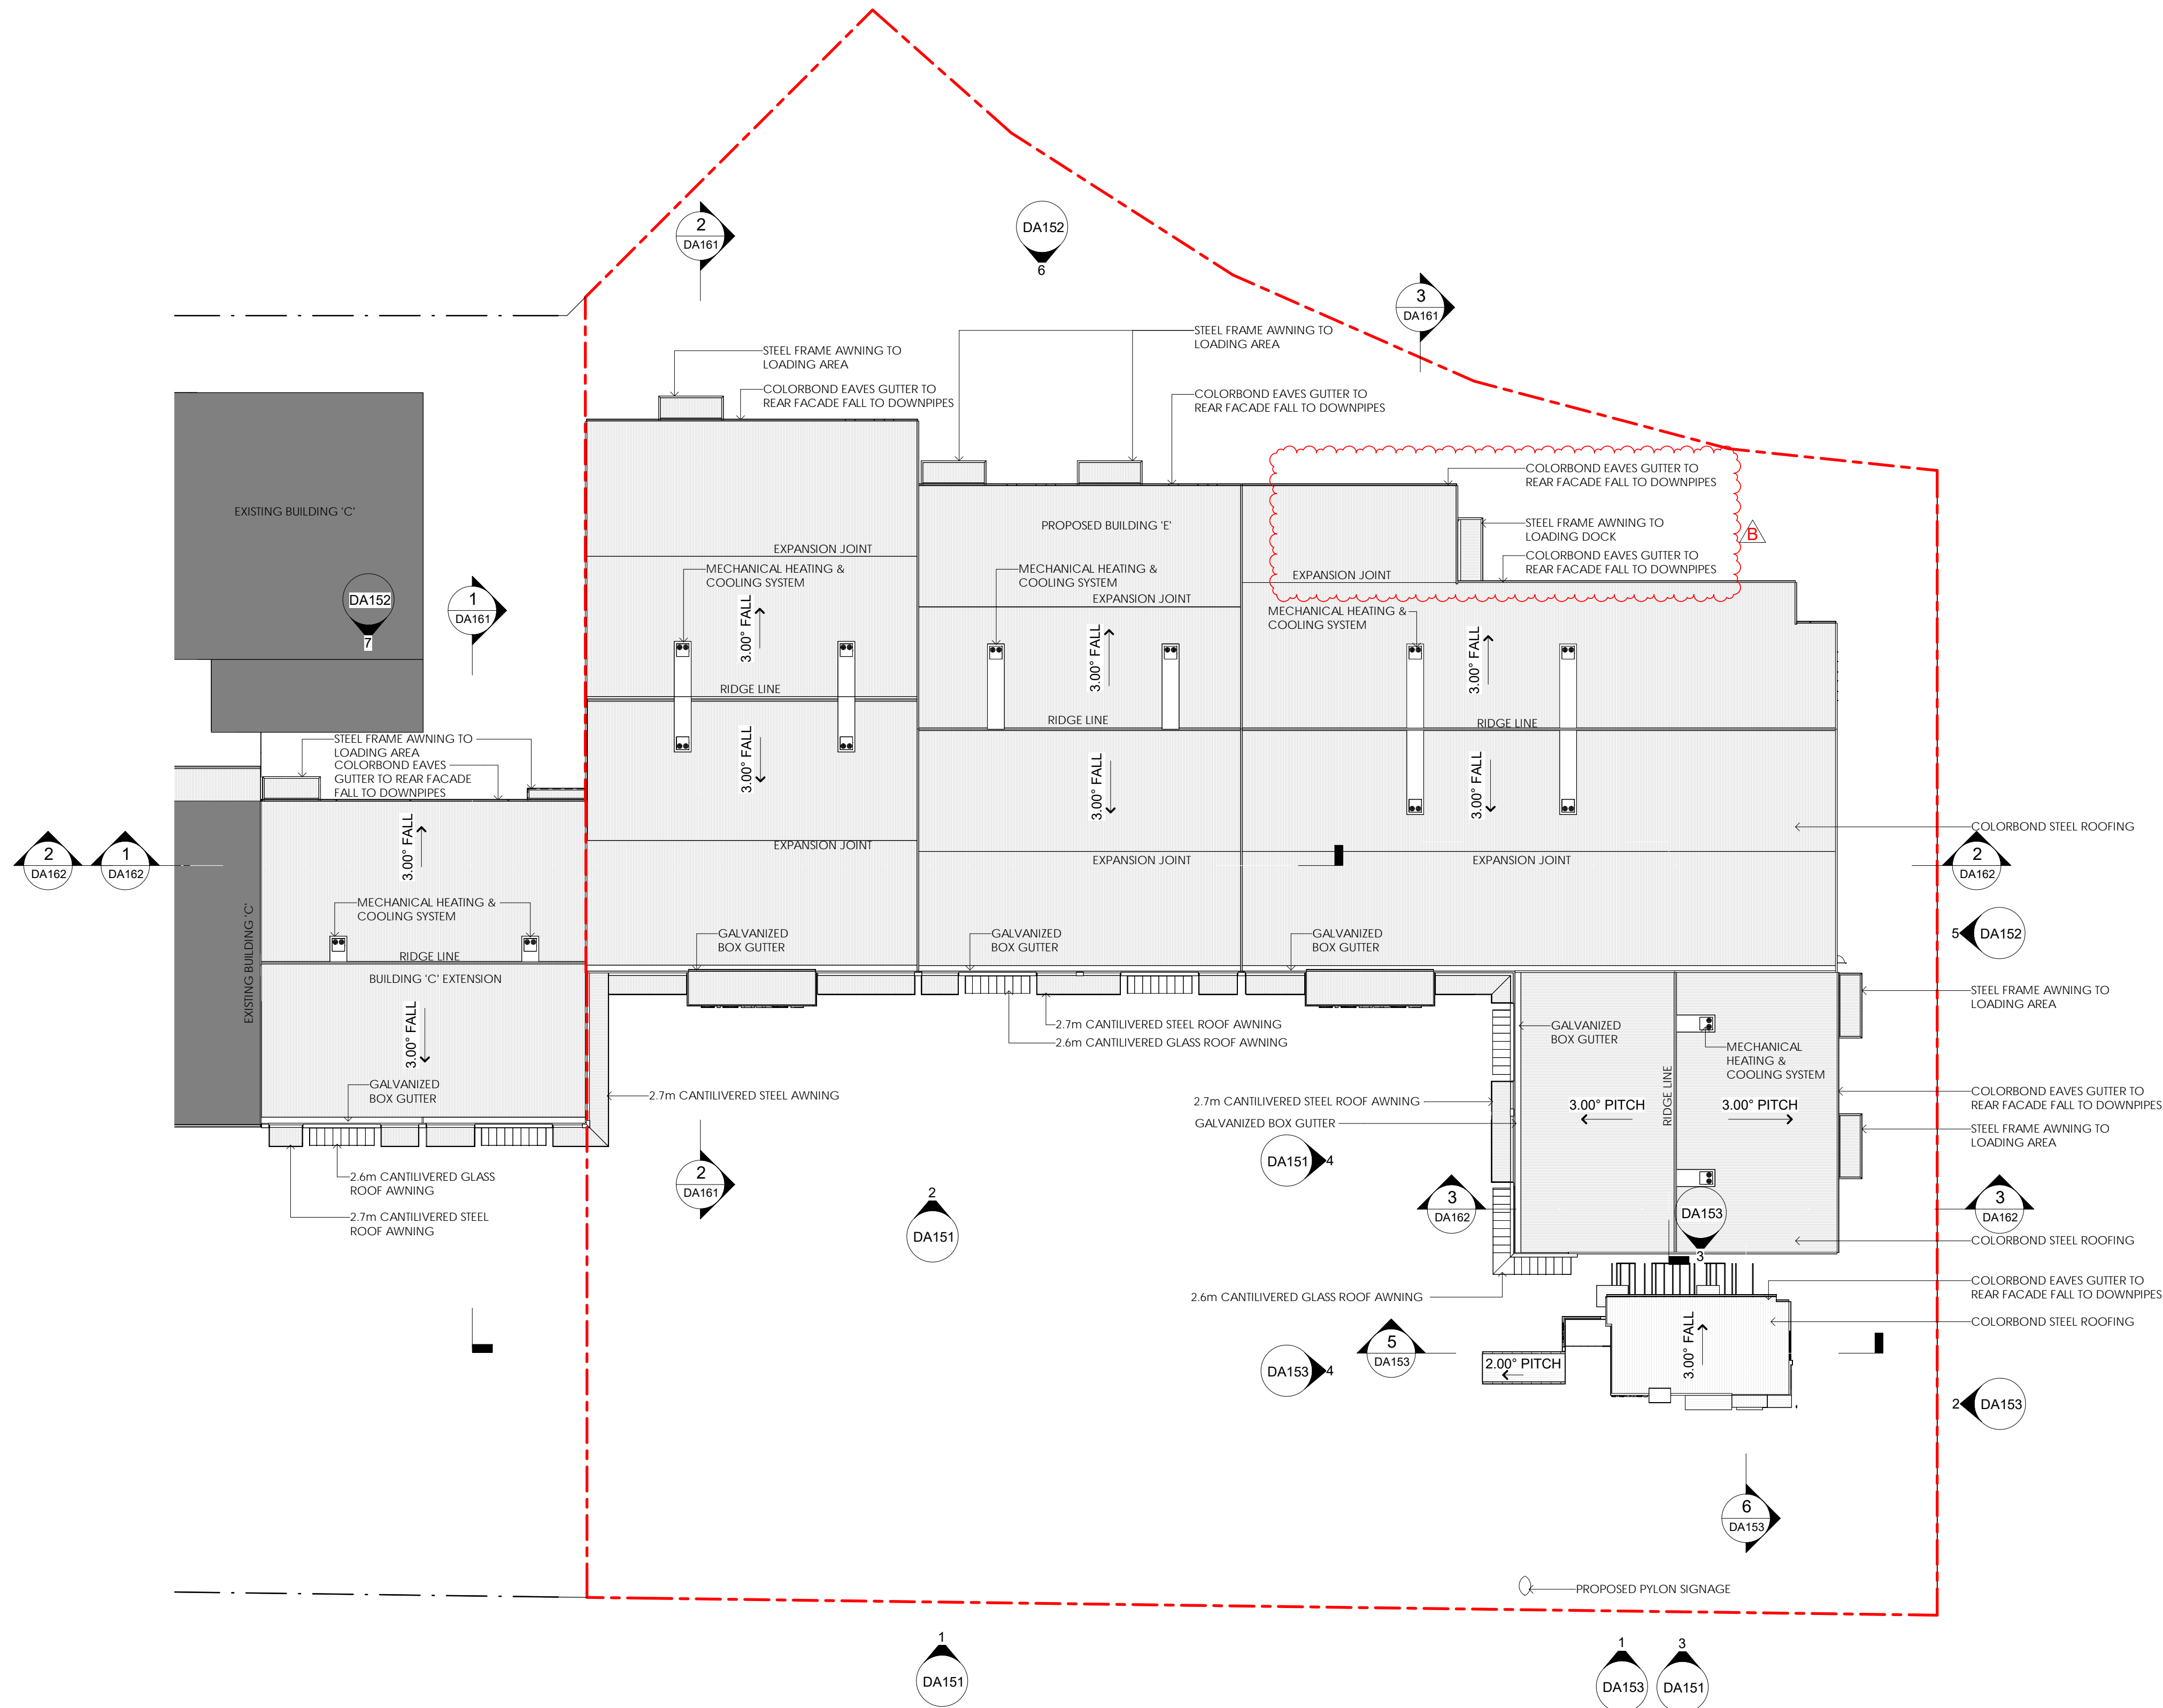 2
DA161
DA152
6
3
DA161
STEEL FRAME AWNING TO
LOADING AREA
STEEL FRAME AWNING TO
LOADING AREA
COLORBOND EAVES GUTTER TO
REAR FACADE FALL TO DOWNPIPES
COLORBOND EAVES GUTTER TO
REAR FACADE FALL TO DOWNPIPES
COLORBOND EAVES GUTTER TO
REAR FACADE FALL TO DOWNPIPES
EXISTING BUILDING 'C'
PROPOSED BUILDING 'E'
STEEL FRAME AWNING TO
LOADING DOCK
B
COLORBOND EAVES GUTTER TO
REAR FACADE FALL TO DOWNPIPES
EXPANSION JOINT
EXPANSION JOINT
EXPANSION JOINT
MECHANICAL HEATING &
COOLING SYSTEM
MECHANICAL HEATING &
COOLING SYSTEM
MECHANICAL HEATING &
COOLING SYSTEM
DA152
7
1
DA161
3.00° FALL
3.00° FALL
3.00° FALL
RIDGE LINE
RIDGE LINE
RIDGE LINE
3.00° FALL
3.00° FALL
3.00° FALL
STEEL FRAME AWNING TO
LOADING AREA
COLORBOND EAVES
GUTTER TO REAR FACADE
FALL TO DOWNPIPES
3.00° FALL
EXPANSION JOINT
EXPANSION JOINT
EXPANSION JOINT
COLORBOND STEEL ROOFING
2
DA162
1
DA162
2
DA162
MECHANICAL HEATING &
COOLING SYSTEM
EXISTING BUILDING 'C'
RIDGE LINE
BUILDING 'C' EXTENSION
3.00° FALL
GALVANIZED
BOX GUTTER
GALVANIZED
BOX GUTTER
GALVANIZED
BOX GUTTER
5
DA152
STEEL FRAME AWNING TO
LOADING AREA
2.7m CANTILIVERED STEEL ROOF AWNING
2.6m CANTILIVERED GLASS ROOF AWNING
GALVANIZED
BOX GUTTER
MECHANICAL
HEATING &
COOLING SYSTEM
RIDGE LINE
GALVANIZED
BOX GUTTER
2.7m CANTILIVERED STEEL AWNING
2.7m CANTILIVERED STEEL ROOF AWNING
GALVANIZED BOX GUTTER
3.00° PITCH
3.00° PITCH
COLORBOND EAVES GUTTER TO
REAR FACADE FALL TO DOWNPIPES
STEEL FRAME AWNING TO
LOADING AREA
2.6m CANTILIVERED GLASS
ROOF AWNING
2.7m CANTILIVERED STEEL
ROOF AWNING
2
DA161
2
DA151
DA151
4
3
DA162
DA153
3
3
DA162
COLORBOND STEEL ROOFING
COLORBOND EAVES GUTTER TO
REAR FACADE FALL TO DOWNPIPES
2.6m CANTILIVERED GLASS ROOF AWNING
COLORBOND STEEL ROOFING
DA153
4
5
DA153
2.00° PITCH
3.00° FALL
2
DA153
6
DA153
PROPOSED PYLON SIGNAGE
1
DA151
1
DA153
3
DA151